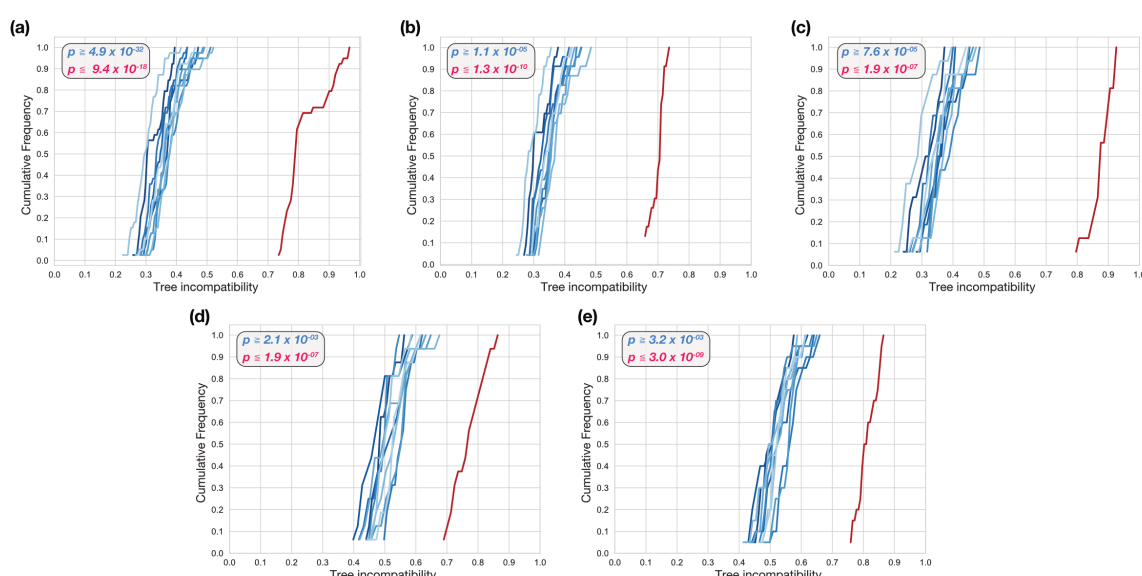 (a)
p ≧ 4.9 x 10-32
p ≦ 9.4 x 10-18
Cumulative Frequency
1.0
0.9
0.8
0.7
0.6
0.5
0.4
0.3
0.2
0.1
0.0
0.0 0.1 0.2 0.3 0.4 0.5 0.6 0.7 0.8 0.9 1.0
Tree incompatibility
(b)
p ≧ 1.1 x 10-05
p ≦ 1.3 x 10-10
Cumulative Frequency
1.0
0.9
0.8
0.7
0.6
0.5
0.4
0.3
0.2
0.1
0.0
0.0 0.1 0.2 0.3 0.4 0.5 0.6 0.7 0.8 0.9 1.0
Tree incompatibility
(c)
p ≧ 7.6 x 10-05
p ≦ 1.9 x 10-07
Cumulative Frequency
1.0
0.9
0.8
0.7
0.6
0.5
0.4
0.3
0.2
0.1
0.0
0.0 0.1 0.2 0.3 0.4 0.5 0.6 0.7 0.8 0.9 1.0
Tree incompatibility
(d)
p ≧ 2.1 x 10-03
p ≦ 1.9 x 10-07
Cumulative Frequency
1.0
0.9
0.8
0.7
0.6
0.5
0.4
0.3
0.2
0.1
0.0
0.0 0.1 0.2 0.3 0.4 0.5 0.6 0.7 0.8 0.9 1.0
Tree incompatibility
(e)
p ≧ 3.2 x 10-03
p ≦ 3.0 x 10-09
Cumulative Frequency
1.0
0.9
0.8
0.7
0.6
0.5
0.4
0.3
0.2
0.1
0.0
0.0 0.1 0.2 0.3 0.4 0.5 0.6 0.7 0.8 0.9 1.0
Tree incompatibility